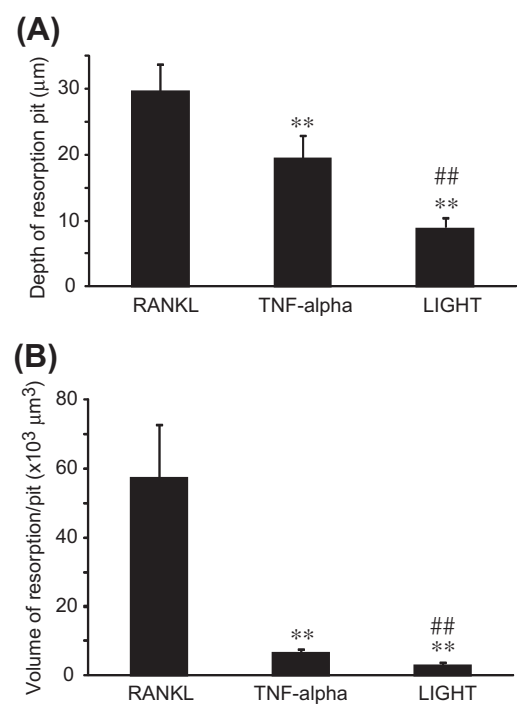 (A)
Depth of resorption pit (μm)
30
20
10
0
**
##
**
RANKL TNF-alpha LIGHT
(B)
Volume of resorption/pit (x10³ μm³)
80
60
40
20
0
**
##
**
RANKL TNF-alpha LIGHT